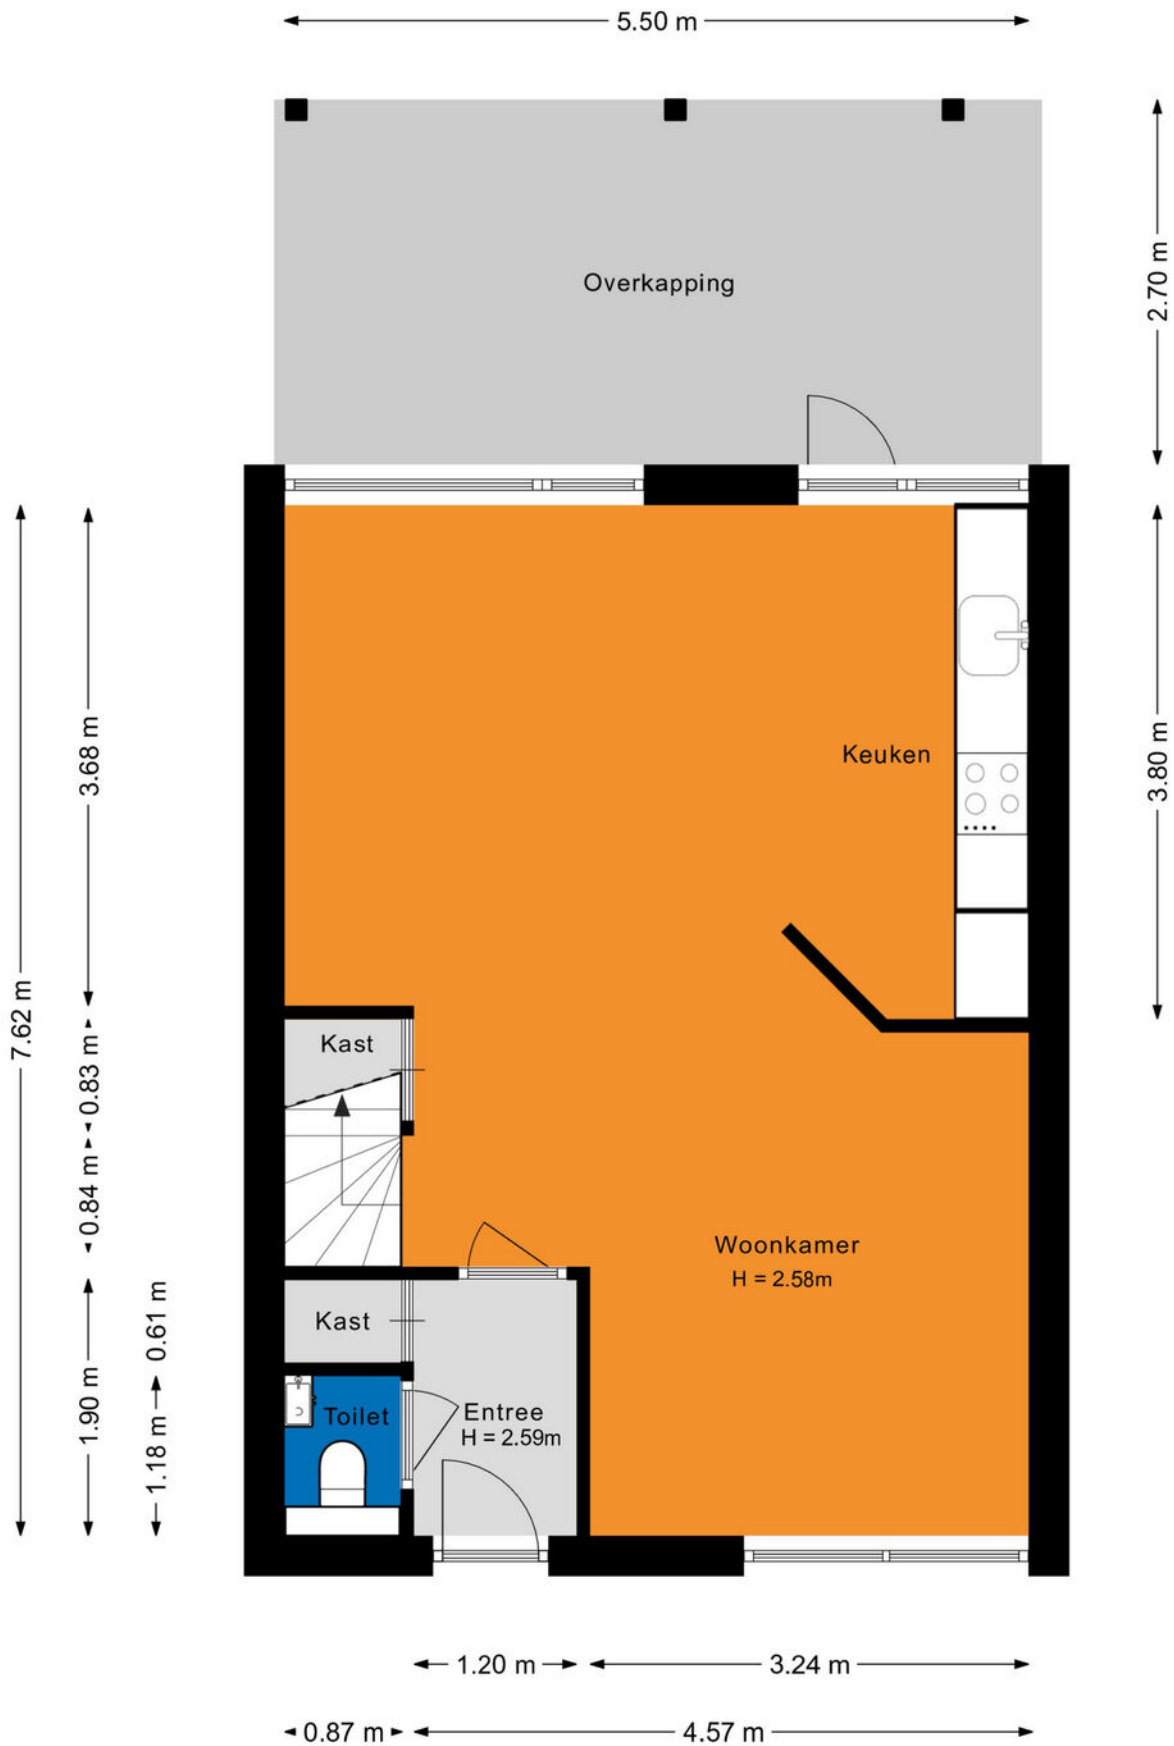 5.50 m
Overkapping
2.70 m
Keuken
3.68 m
3.80 m
7.62 m
Kast
0.83 m
0.84 m
Woonkamer
H = 2.58m
Kast
0.61 m
1.90 m
Toilet
Entree
H = 2.59m
1.18 m
1.20 m
3.24 m
0.87 m
4.57 m